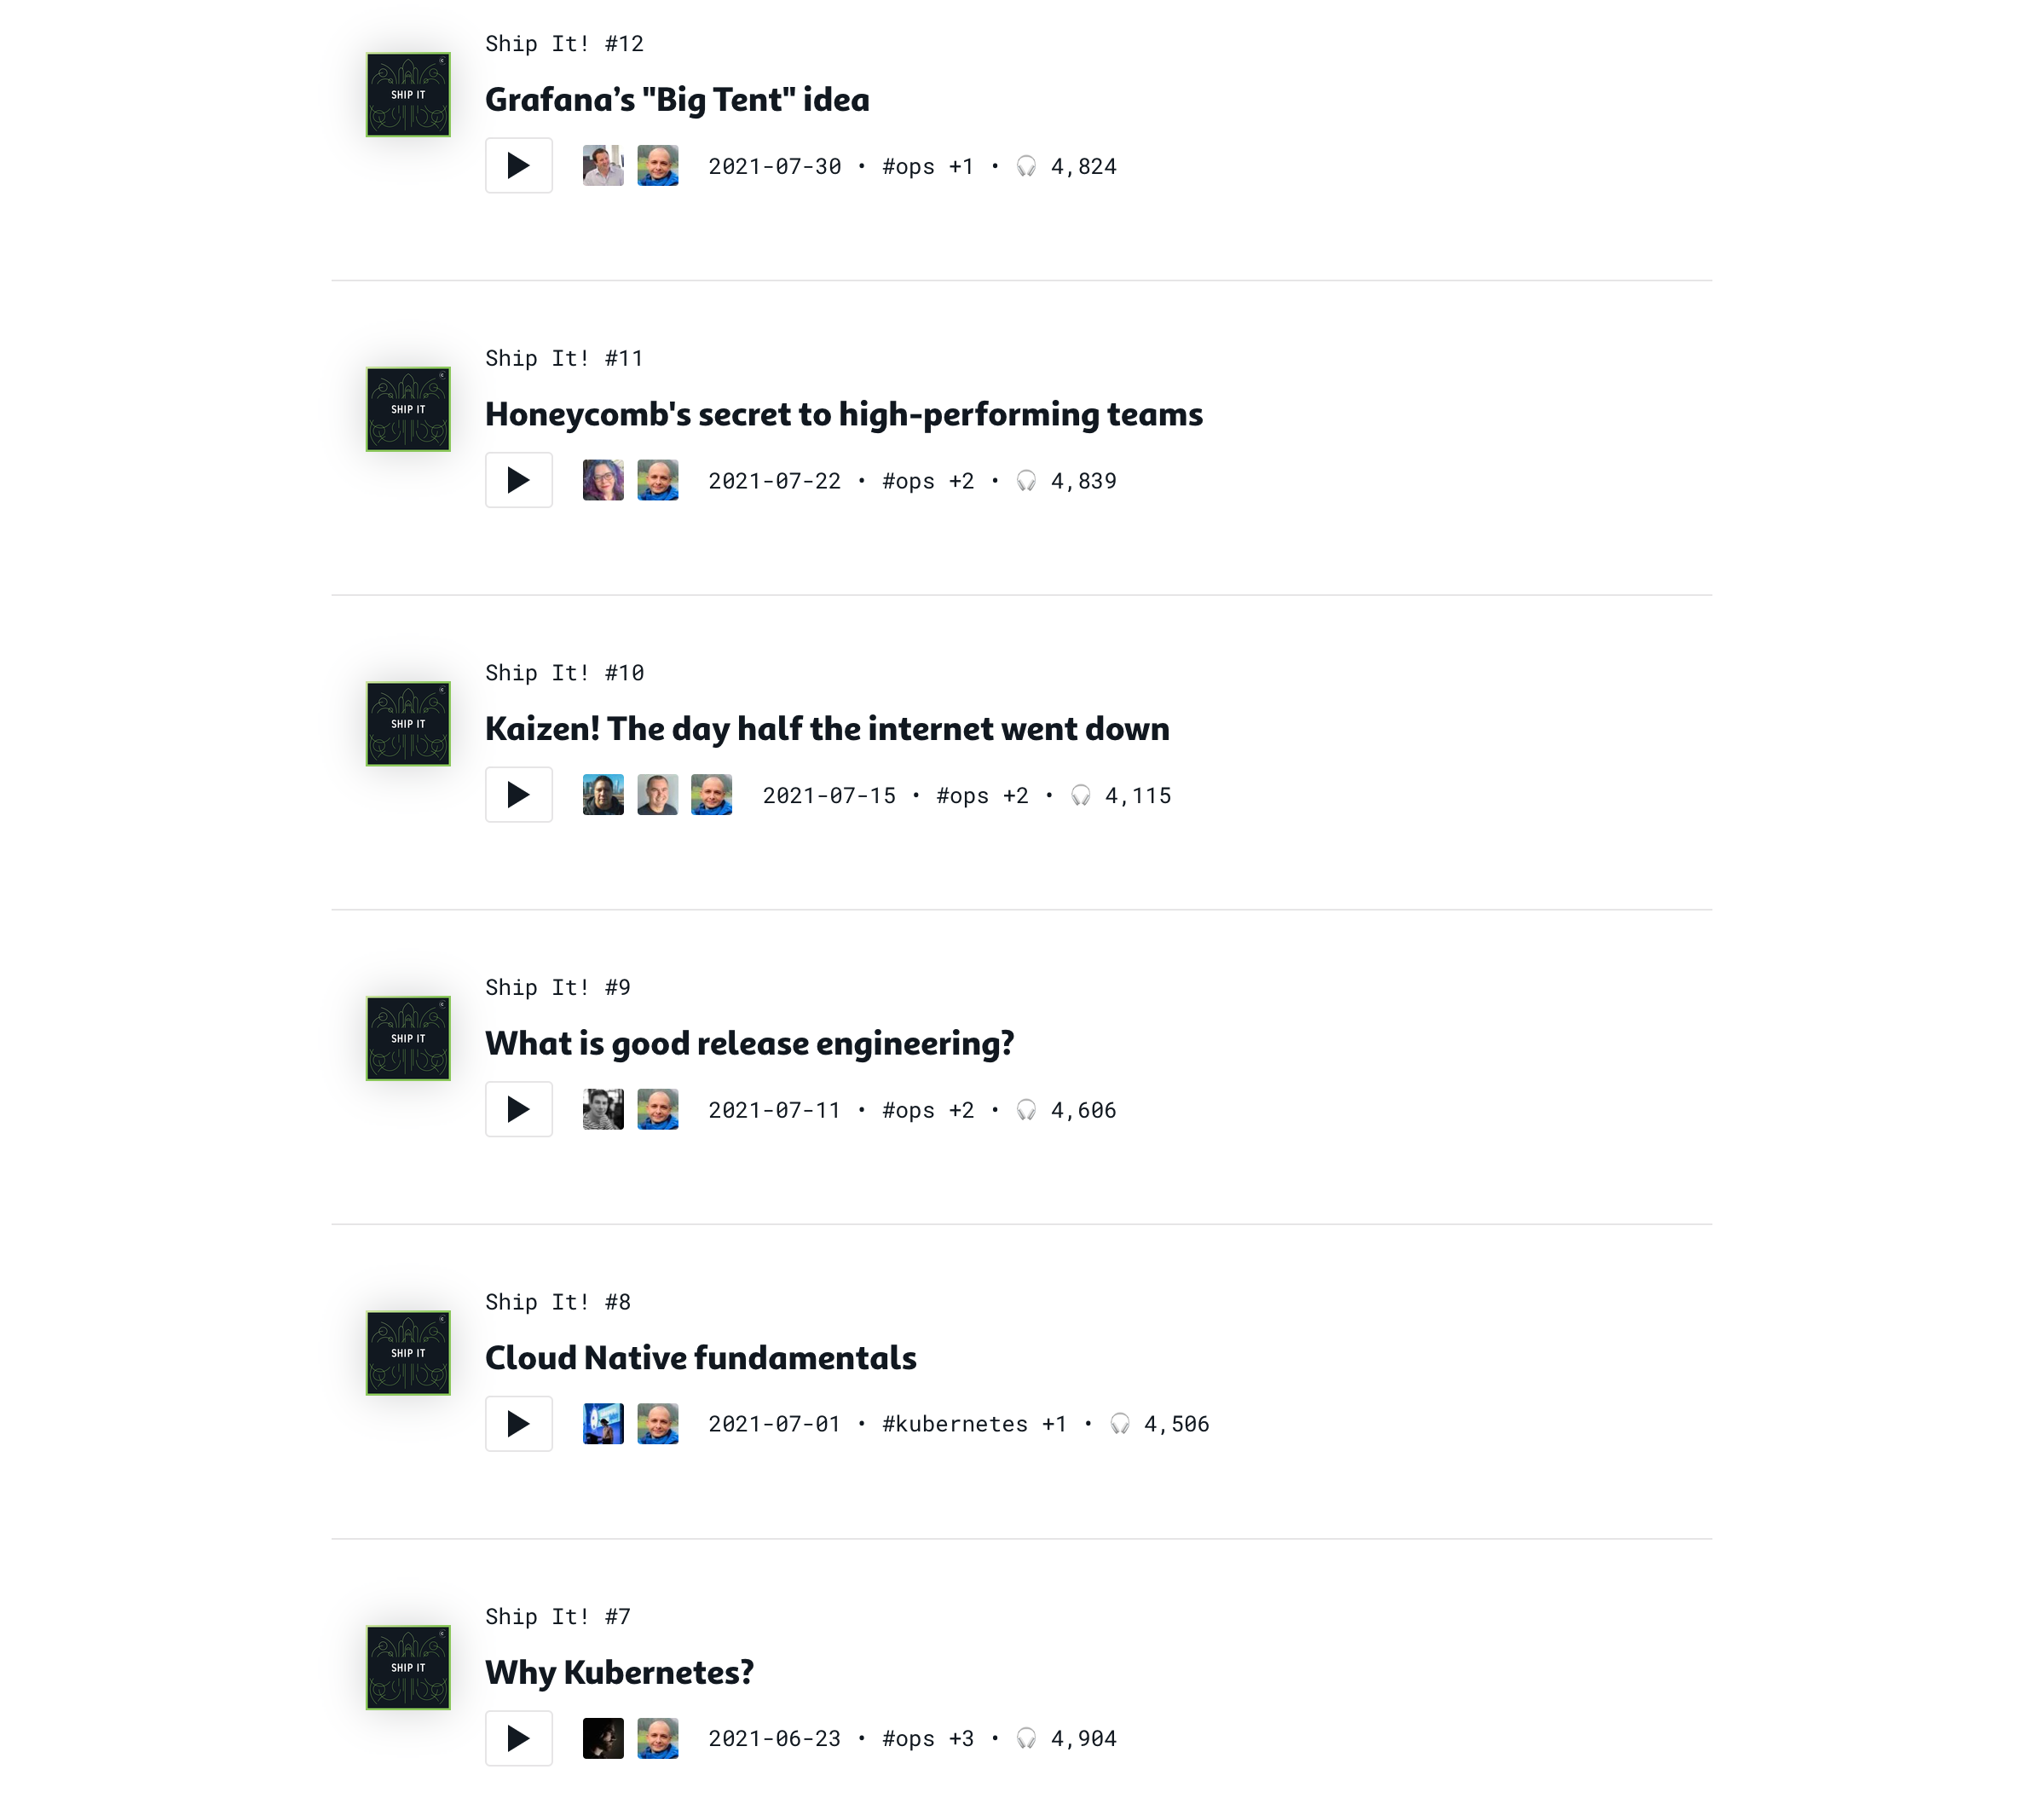 Ship It! #12
SHIP IT
Grafana’s "Big Tent" idea
2021-07-30 • #ops +1 • 4,824
Ship It! #11
SHIP IT
Honeycomb's secret to high-performing teams
2021-07-22 • #ops +2 • 4,839
Ship It! #10
SHIP IT
Kaizen! The day half the internet went down
2021-07-15 • #ops +2 • 4,115
Ship It! #9
SHIP IT
What is good release engineering?
2021-07-11 • #ops +2 • 4,606
Ship It! #8
SHIP IT
Cloud Native fundamentals
2021-07-01 • #kubernetes +1 • 4,506
Ship It! #7
SHIP IT
Why Kubernetes?
2021-06-23 • #ops +3 • 4,904